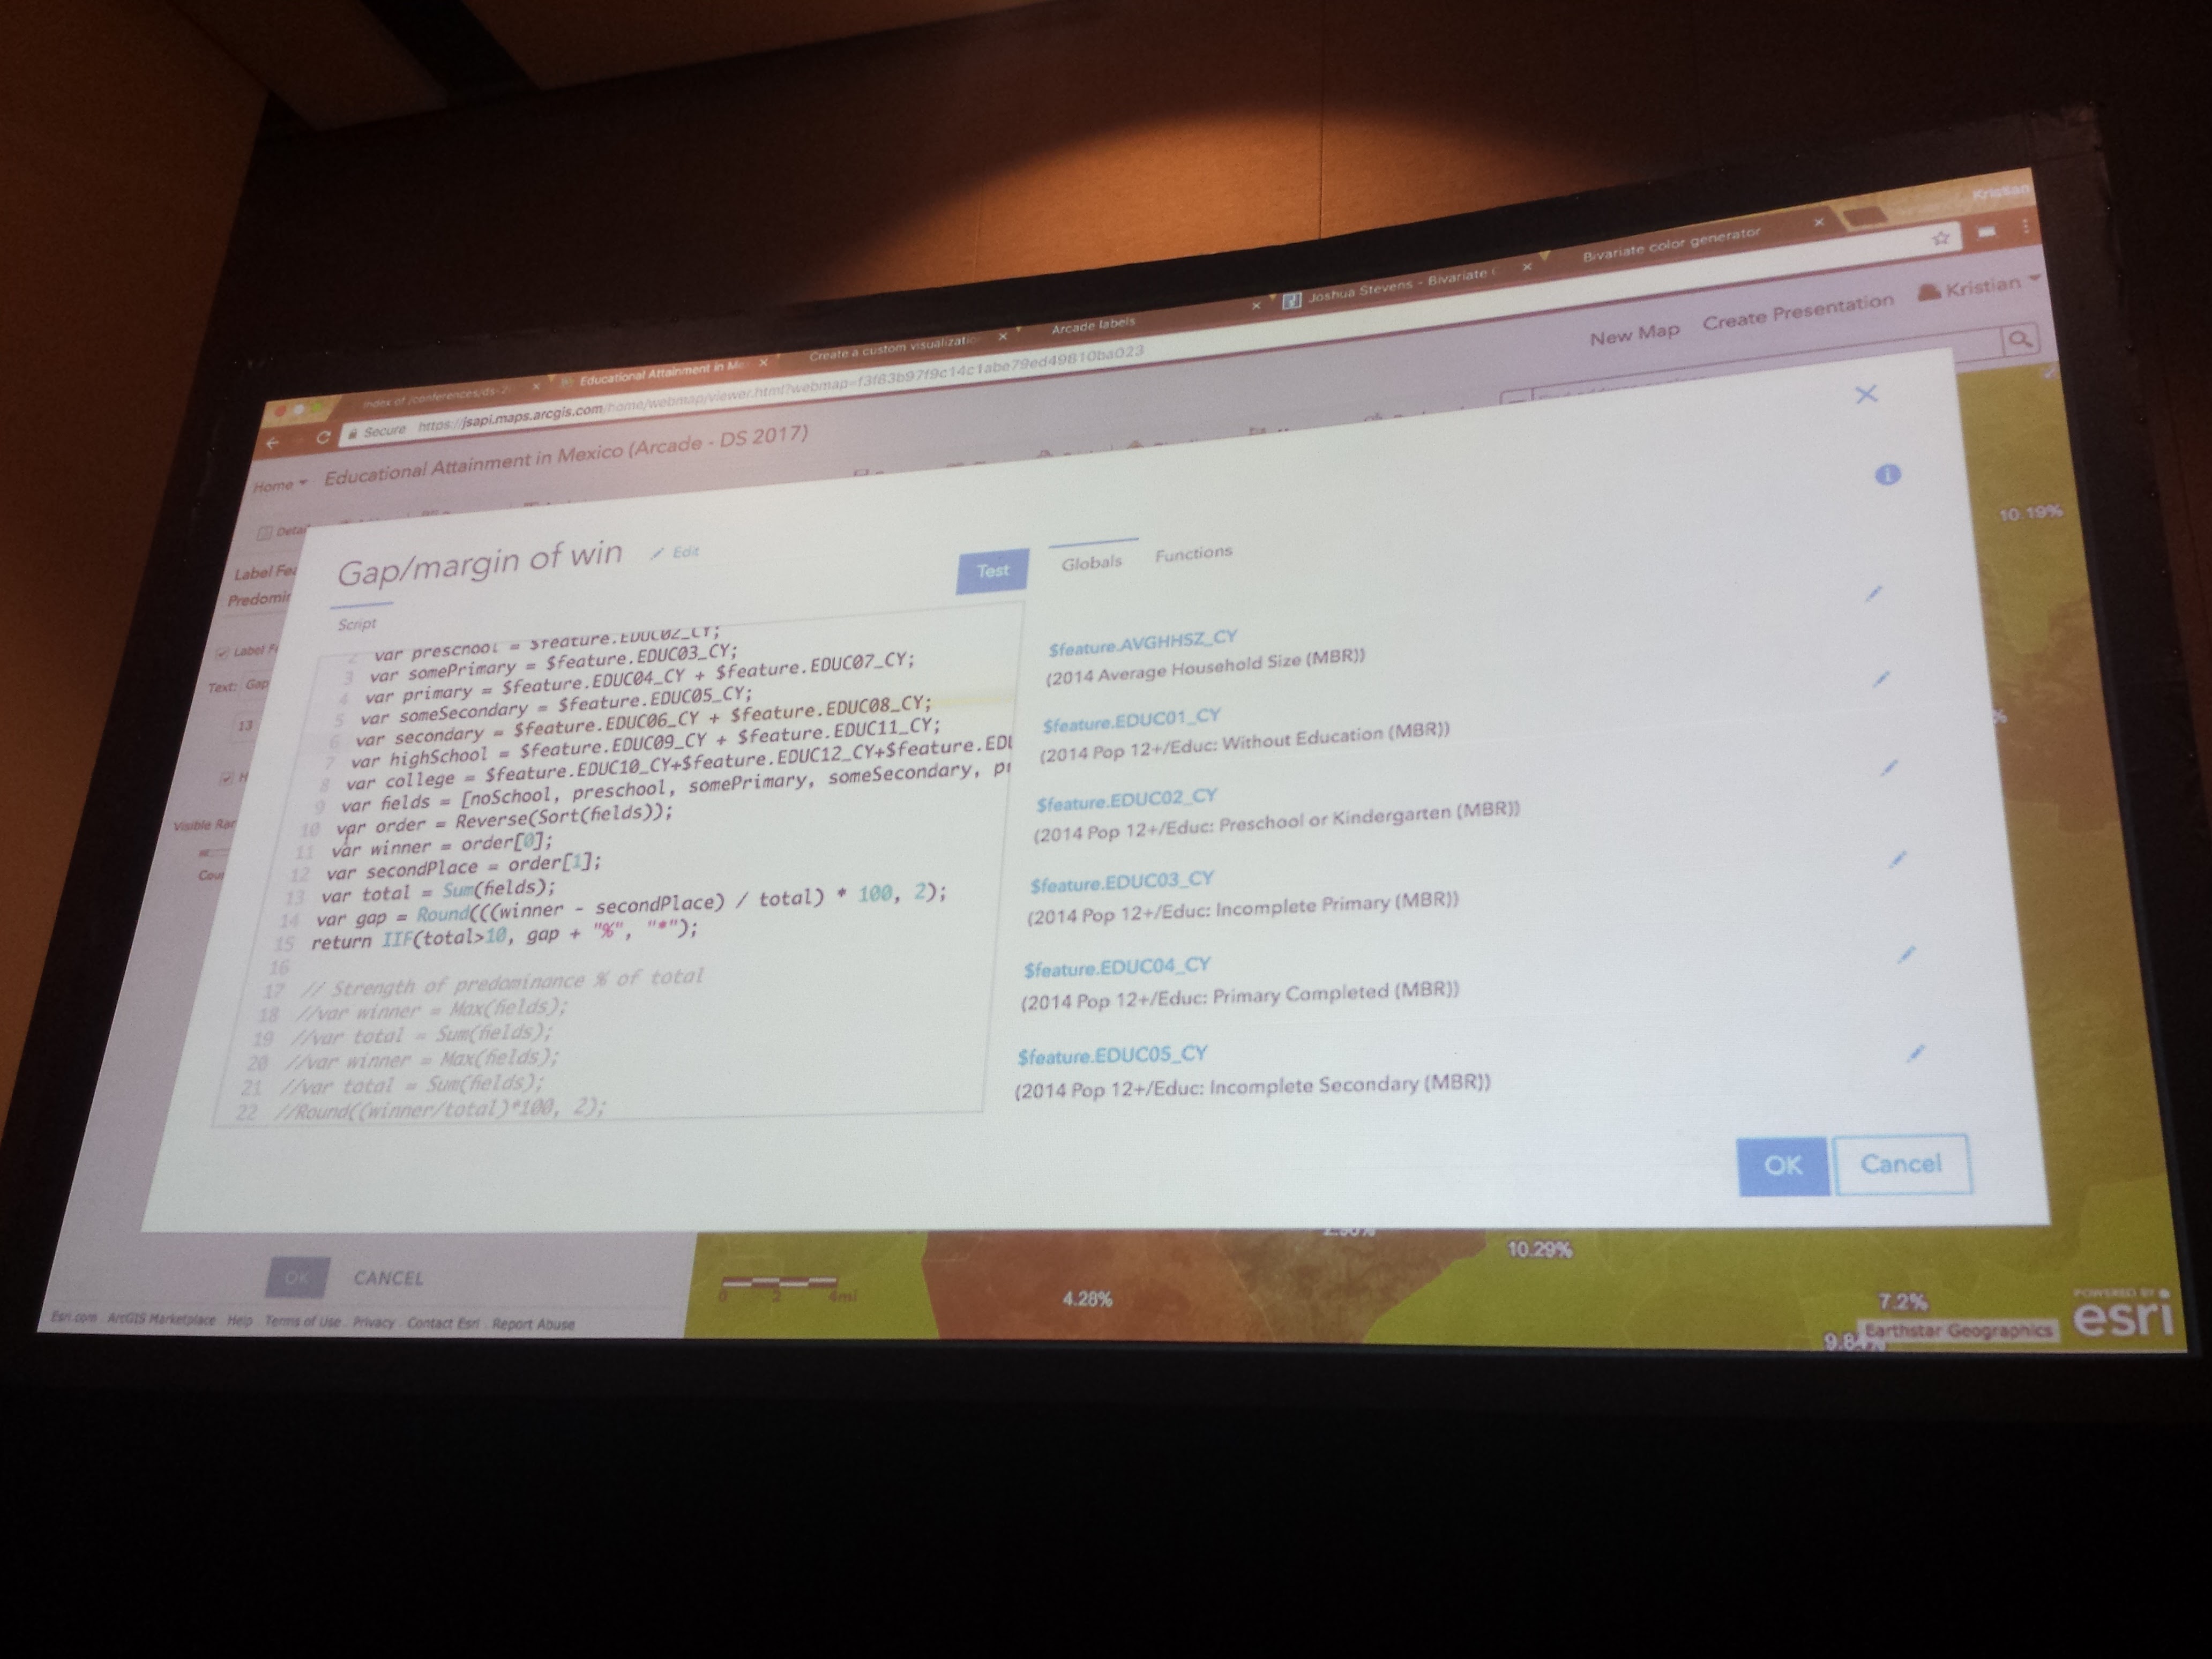 Kristian
Index of /conferences/ds-2
Educational Attainment in Me
Create a custom visualizatio
Arcade labels
Joshua Stevens - Bivariate C
Bivariate color generator
Secure https://jsapi.maps.arcgis.com/home/webmap/viewer.html?webmap=f3f83b97f9c14c1abe79ed49810ba023
Home Educational Attainment in Mexico (Arcade - DS 2017)
New Map Create Presentation Kristian
Detai
Label Fea
Predomin
Label F
Text: Gap
13
H
Visible Ran
Coun
Gap/margin of win Edit
Test
Script
2 var preschool = $feature.EDUC02_CY;
3 var somePrimary = $feature.EDUC03_CY;
4 var primary = $feature.EDUC04_CY + $feature.EDUC07_CY;
5 var someSecondary = $feature.EDUC05_CY;
6 var secondary = $feature.EDUC06_CY + $feature.EDUC08_CY;
7 var highSchool = $feature.EDUC09_CY + $feature.EDUC11_CY;
8 var college = $feature.EDUC10_CY+$feature.EDUC12_CY+$feature.EDU
9 var fields = [noSchool, preschool, somePrimary, someSecondary, pr
10 var order = Reverse(Sort(fields));
11 var winner = order[0];
12 var secondPlace = order[1];
13 var total = Sum(fields);
14 var gap = Round(((winner - secondPlace) / total) * 100, 2);
15 return IIF(total>10, gap + "%", "*");
16
17 // Strength of predominance % of total
18 //var winner = Max(fields);
19 //var total = Sum(fields);
20 //var winner = Max(fields);
21 //var total = Sum(fields);
22 //Round((winner/total)*100, 2);
Globals Functions
$feature.AVGHHSZ_CY
(2014 Average Household Size (MBR))
$feature.EDUC01_CY
(2014 Pop 12+/Educ: Without Education (MBR))
$feature.EDUC02_CY
(2014 Pop 12+/Educ: Preschool or Kindergarten (MBR))
$feature.EDUC03_CY
(2014 Pop 12+/Educ: Incomplete Primary (MBR))
$feature.EDUC04_CY
(2014 Pop 12+/Educ: Primary Completed (MBR))
$feature.EDUC05_CY
(2014 Pop 12+/Educ: Incomplete Secondary (MBR))
OK Cancel
10.19%
%
10.29%
4.28%
7.2%
OK CANCEL
0 2 4mi
Esri.com . ArcGIS Marketplace . Help . Terms of Use . Privacy . Contact Esri . Report Abuse
Earthstar Geographics
POWERED BY
esri